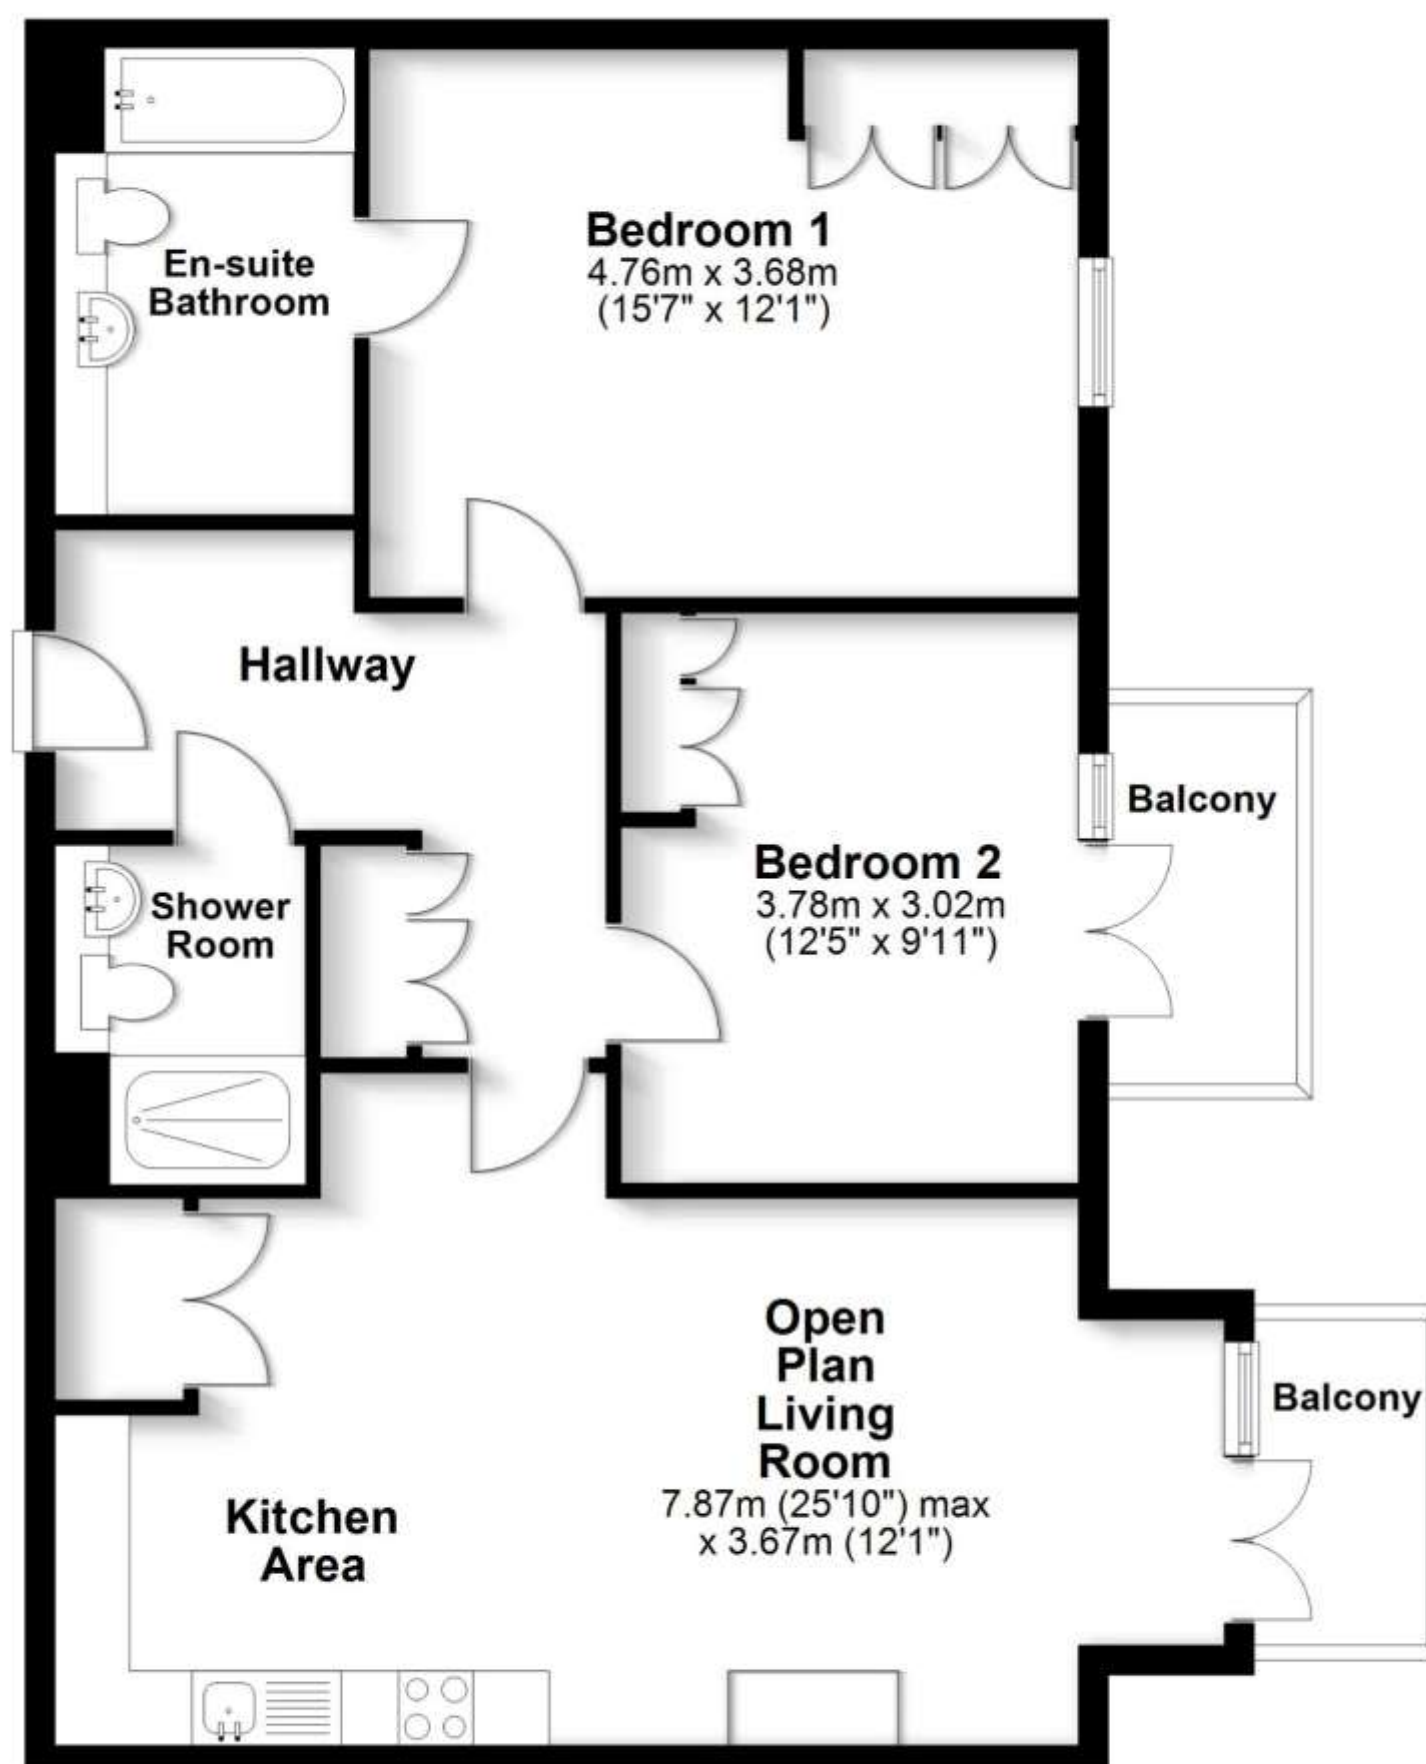 Bedroom 1
4.76m x 3.68m
(15'7" x 12'1")
En-suite
Bathroom
Hallway
Balcony
Bedroom 2
3.78m x 3.02m
(12'5" x 9'11")
Shower
Room
Open
Plan
Living
Room
7.87m (25'10") max
x 3.67m (12'1")
Balcony
Kitchen
Area